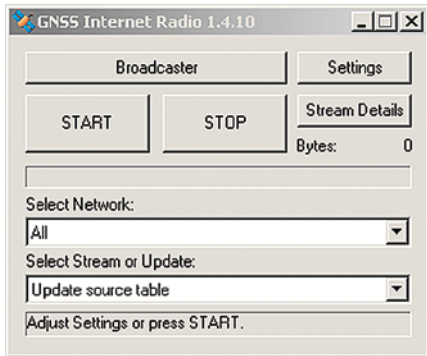 GNSS Internet Radio 1.4.10
Broadcaster
Settings
START
STOP
Stream Details
Bytes: 0
Select Network:
All
Select Stream or Update:
Update source table
Adjust Settings or press START.